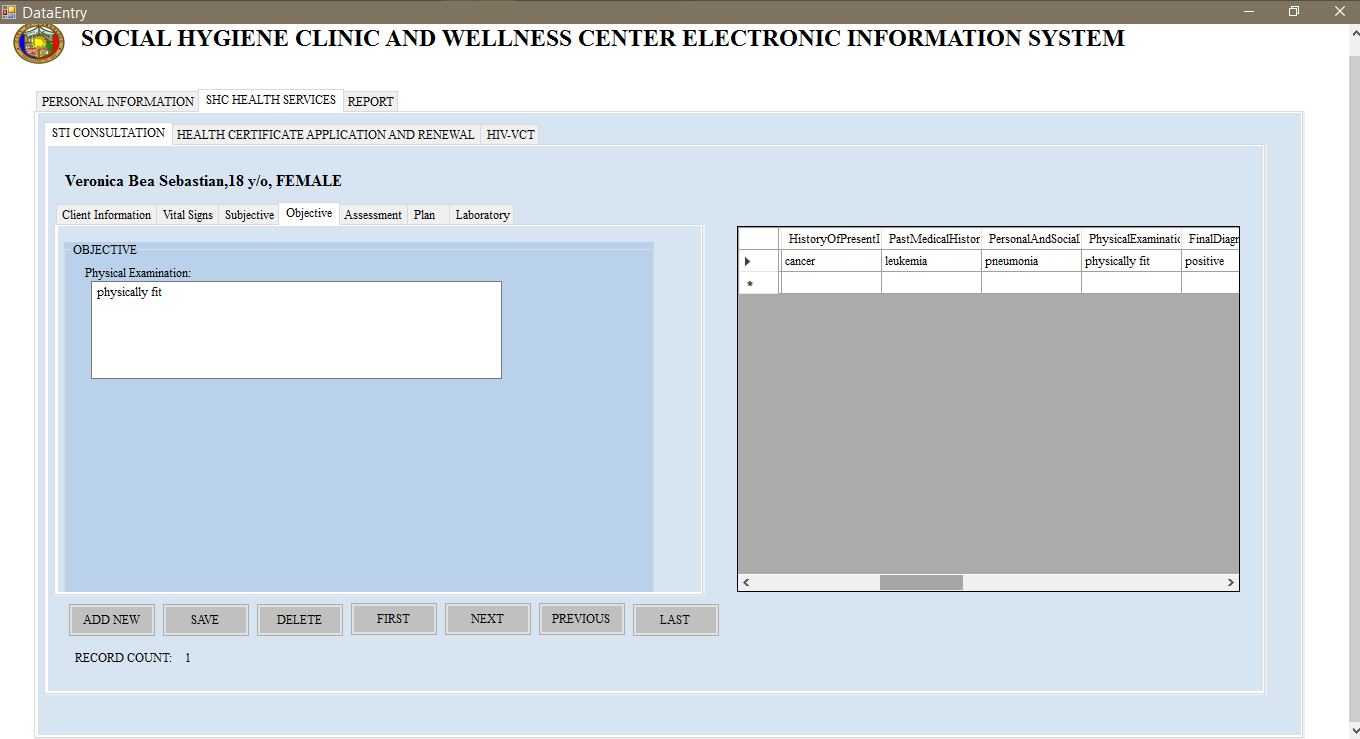 DataEntry
SOCIAL HYGIENE CLINIC AND WELLNESS CENTER ELECTRONIC INFORMATION SYSTEM
PERSONAL INFORMATION SHC HEALTH SERVICES REPORT
STI CONSULTATION HEALTH CERTIFICATE APPLICATION AND RENEWAL HIV-VCT
Veronica Bea Sebastian,18 y/o, FEMALE
Client Information Vital Signs Subjective Objective Assessment Plan Laboratory
OBJECTIVE
Physical Examination:
physically fit
HistoryOfPresentI PastMedicalHistor PersonalAndSocial PhysicalExaminatic FinalDiagr
cancer leukemia pneumonia physically fit positive
ADD NEW SAVE DELETE FIRST NEXT PREVIOUS LAST
RECORD COUNT: 1